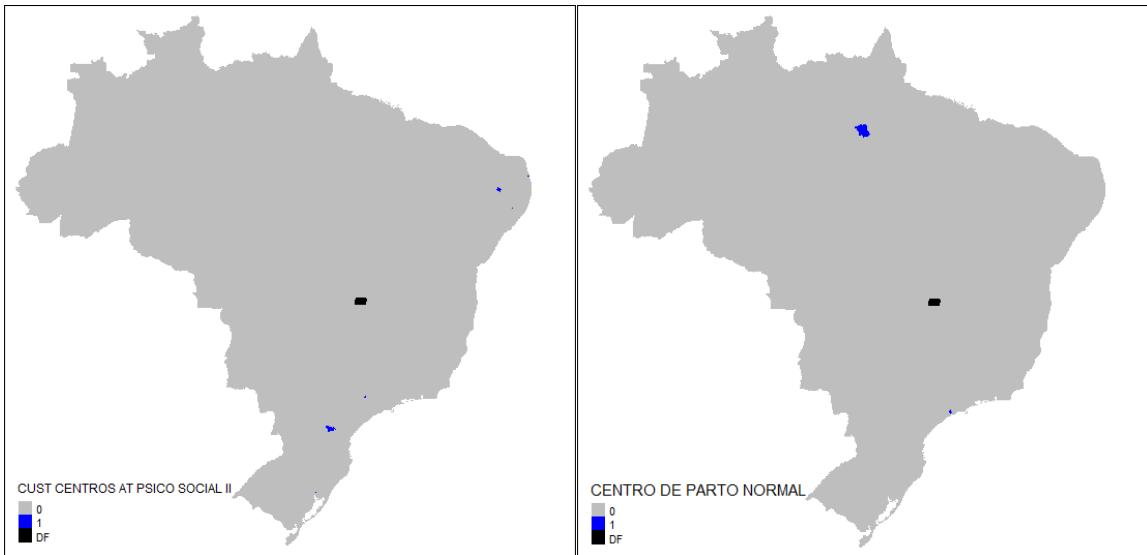 CUST CENTROS AT PSICO SOCIAL II
0
1
DF
CENTRO DE PARTO NORMAL
0
1
DF